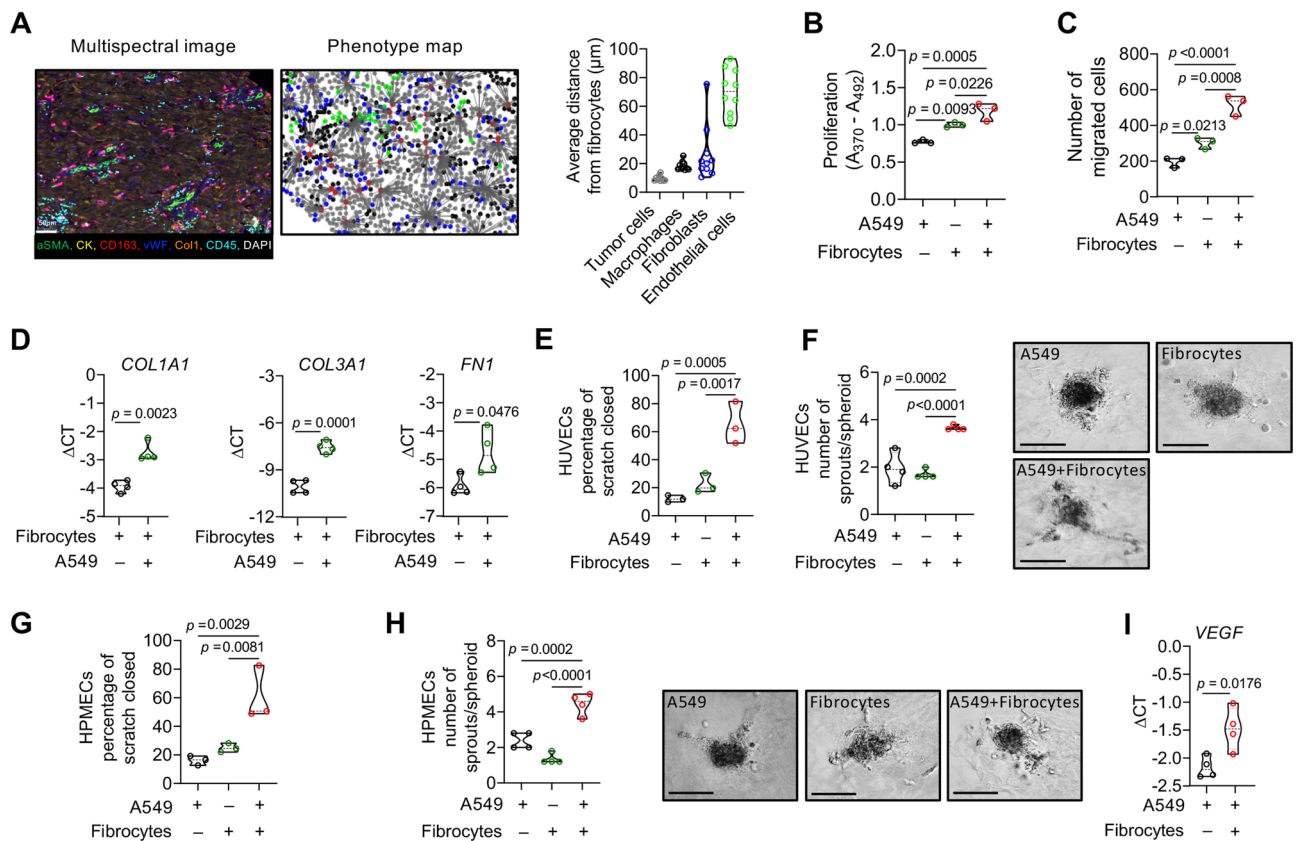 A
Multispectral image
Phenotype map
50μm
aSMA, CK, CD163, vWF, Col1, CD45, DAPI
Average distance
from fibrocytes (μm)
100
80
60
40
20
0
Tumor cells
Macrophages
Fibroblasts
Endothelial cells
B
Proliferation
(A370 - A492)
2.0
1.5
1.0
0.5
0.0
p = 0.0005
p = 0.0226
p = 0.0093
A549 + – +
Fibrocytes – + +
C
Number of
migrated cells
800
600
400
200
0
p <0.0001
p = 0.0008
p = 0.0213
A549 + – +
Fibrocytes – + +
D
COL1A1
ΔCT
0
-1
-2
-3
-4
-5
p = 0.0023
Fibrocytes + +
A549 – +
COL3A1
ΔCT
-3
-6
-9
-12
p = 0.0001
Fibrocytes + +
A549 – +
FN1
ΔCT
-2
-3
-4
-5
-6
-7
p = 0.0476
Fibrocytes + +
A549 – +
E
HUVECs
percentage of
scratch closed
100
80
60
40
20
0
p = 0.0005
p = 0.0017
A549 + – +
Fibrocytes – + +
F
HUVECs
number of
sprouts/spheroid
6
4
2
0
p = 0.0002
p<0.0001
A549 + – +
Fibrocytes – + +
A549
Fibrocytes
A549+Fibrocytes
G
HPMECs
percentage of
scratch closed
100
80
60
40
20
0
p = 0.0029
p = 0.0081
A549 + – +
Fibrocytes – + +
H
HPMECs
number of
sprouts/spheroid
8
6
4
2
0
p = 0.0002
p<0.0001
A549 + – +
Fibrocytes – + +
A549
Fibrocytes
A549+Fibrocytes
I
VEGF
ΔCT
0.0
-0.5
-1.0
-1.5
-2.0
-2.5
p = 0.0176
A549 + +
Fibrocytes – +